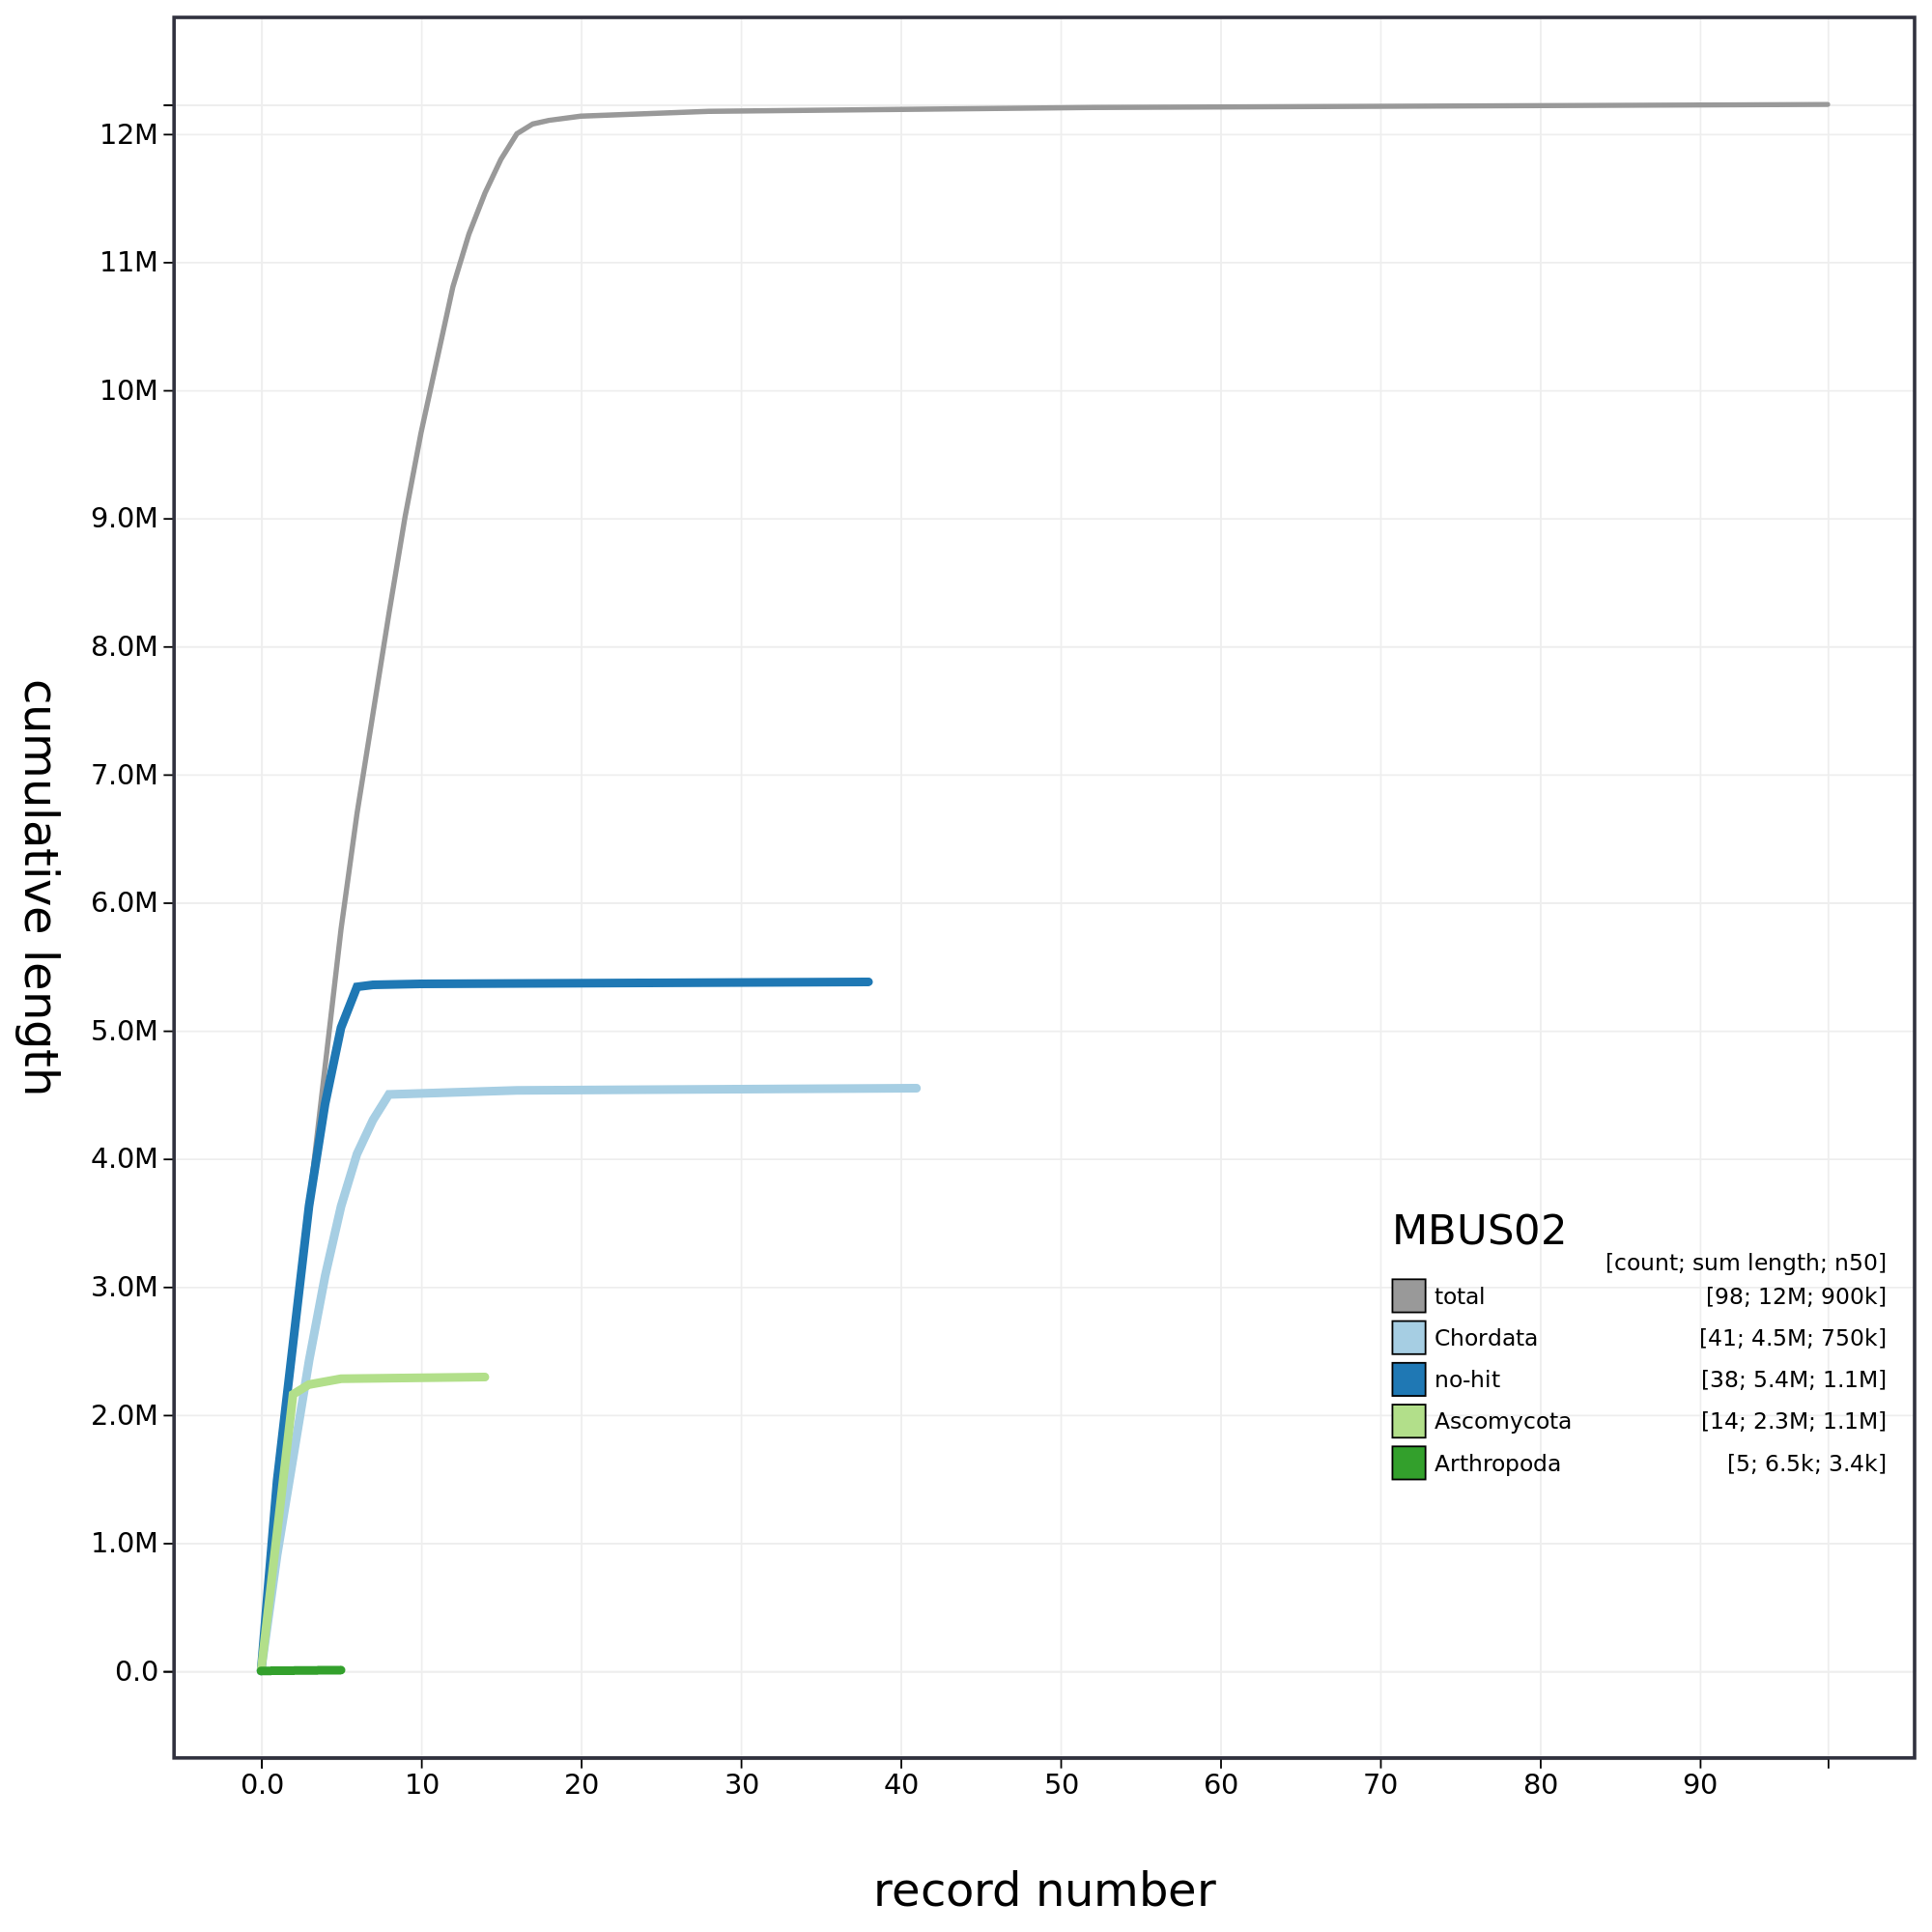 12M
11M
10M
9.0M
8.0M
7.0M
6.0M
5.0M
4.0M
3.0M
2.0M
1.0M
0.0
cumulative length
MBUS02
[count; sum length; n50]
total [98; 12M; 900k]
Chordata [41; 4.5M; 750k]
no-hit [38; 5.4M; 1.1M]
Ascomycota [14; 2.3M; 1.1M]
Arthropoda [5; 6.5k; 3.4k]
0.0 10 20 30 40 50 60 70 80 90
record number